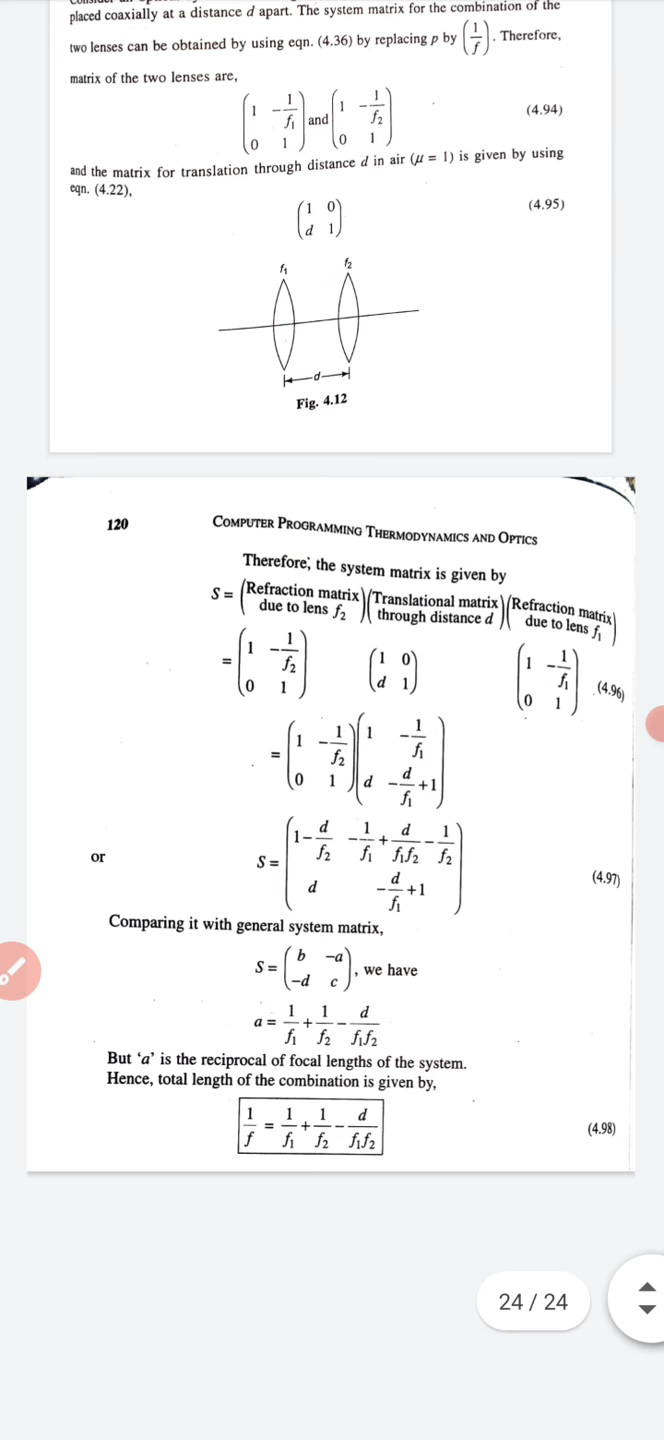 placed coaxially at a distance d apart. The system matrix for the combination of the
two lenses can be obtained by using eqn. (4.36) by replacing p by (1/f). Therefore,
matrix of the two lenses are,
(1 -1/f₁ ; 0 1) and (1 -1/f₂ ; 0 1) (4.94)
and the matrix for translation through distance d in air (μ = 1) is given by using
eqn. (4.22),
(1 0 ; d 1) (4.95)
f₁ f₂
d
Fig. 4.12
120 COMPUTER PROGRAMMING THERMODYNAMICS AND OPTICS
Therefore, the system matrix is given by
S = (Refraction matrix due to lens f₂)(Translational matrix through distance d)(Refraction matrix due to lens f₁)
= (1 -1/f₂ ; 0 1) (1 0 ; d 1) (1 -1/f₁ ; 0 1) (4.96)
= (1 -1/f₂ ; 0 1)(1 -1/f₁ ; d -d/f₁+1)
or S = (1-d/f₂ -1/f₁+d/f₁f₂-1/f₂ ; d -d/f₁+1) (4.97)
Comparing it with general system matrix,
S = (b -a ; -d c), we have
a = 1/f₁ + 1/f₂ - d/f₁f₂
But ‘a’ is the reciprocal of focal lengths of the system.
Hence, total length of the combination is given by,
1/f = 1/f₁ + 1/f₂ - d/f₁f₂ (4.98)
24 / 24